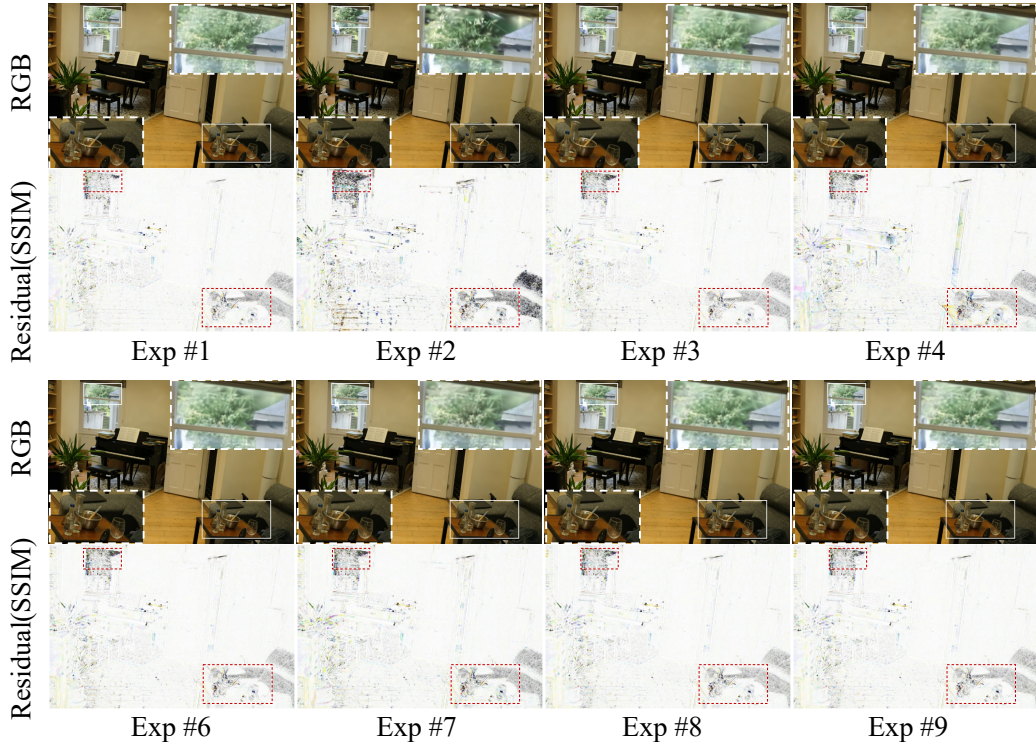 RGB
Residual(SSIM)
Exp #1 Exp #2 Exp #3 Exp #4
RGB
Residual(SSIM)
Exp #6 Exp #7 Exp #8 Exp #9